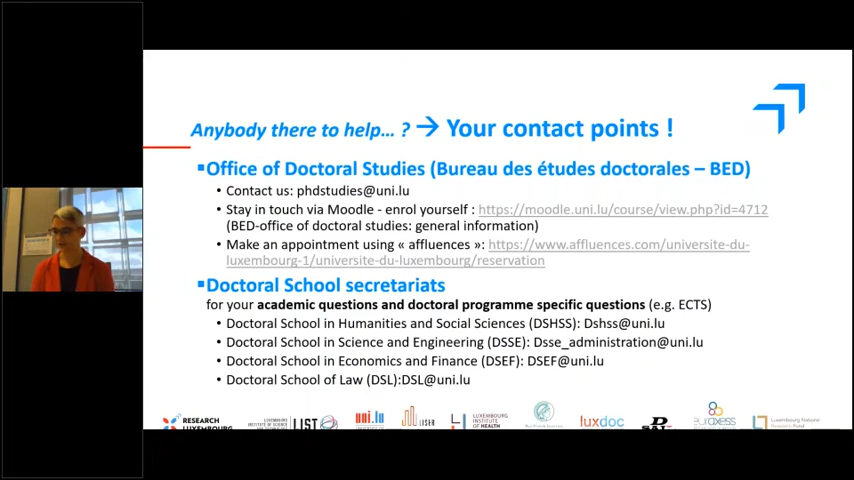 Anybody there to help... ? → Your contact points !
▪Office of Doctoral Studies (Bureau des études doctorales – BED)
• Contact us: phdstudies@uni.lu
• Stay in touch via Moodle - enrol yourself : https://moodle.uni.lu/course/view.php?id=4712
(BED-office of doctoral studies: general information)
• Make an appointment using « affluences »: https://www.affluences.com/universite-du-
luxembourg-1/universite-du-luxembourg/reservation
▪Doctoral School secretariats
for your academic questions and doctoral programme specific questions (e.g. ECTS)
• Doctoral School in Humanities and Social Sciences (DSHSS): Dshss@uni.lu
• Doctoral School in Science and Engineering (DSSE): Dsse_administration@uni.lu
• Doctoral School in Economics and Finance (DSEF): DSEF@uni.lu
• Doctoral School of Law (DSL):DSL@uni.lu
RESEARCH LUXEMBOURG
LIST
uni.lu
LISER
LUXEMBOURG INSTITUTE OF HEALTH
luxdoc
euraxess
Luxembourg National